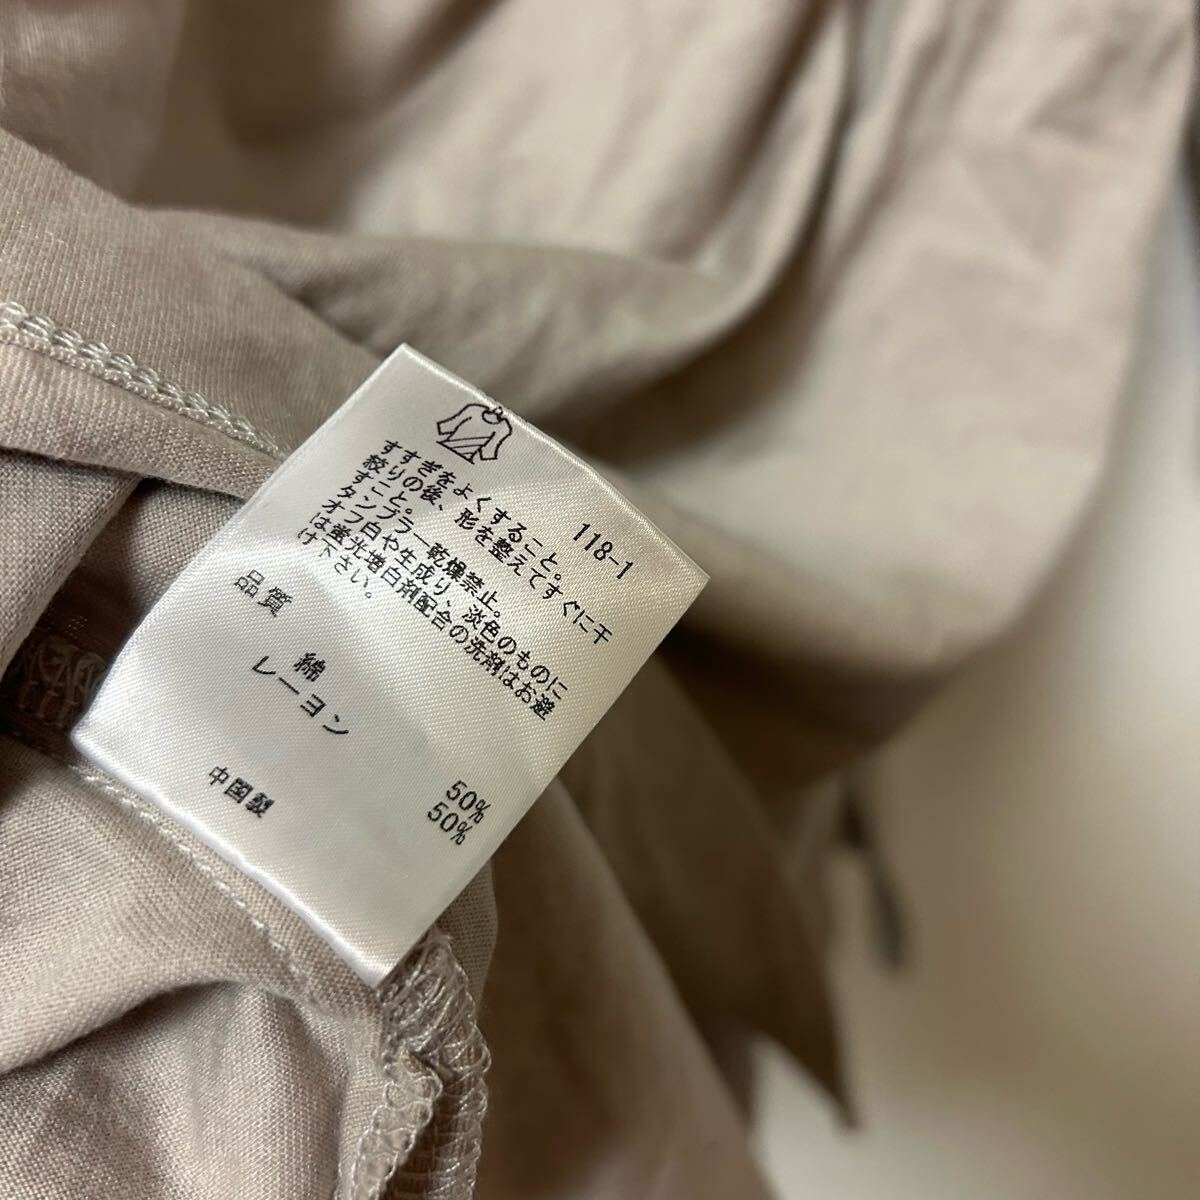 118-1
すすぎをよくすること。
絞りの後、形を整えてすぐに干
すこと。
タンブラー乾燥禁止。
オフ白や生成り、淡色のものに
は蛍光増白剤配合の洗剤はお避
け下さい。
品質
綿 50%
レーヨン 50%
中国製